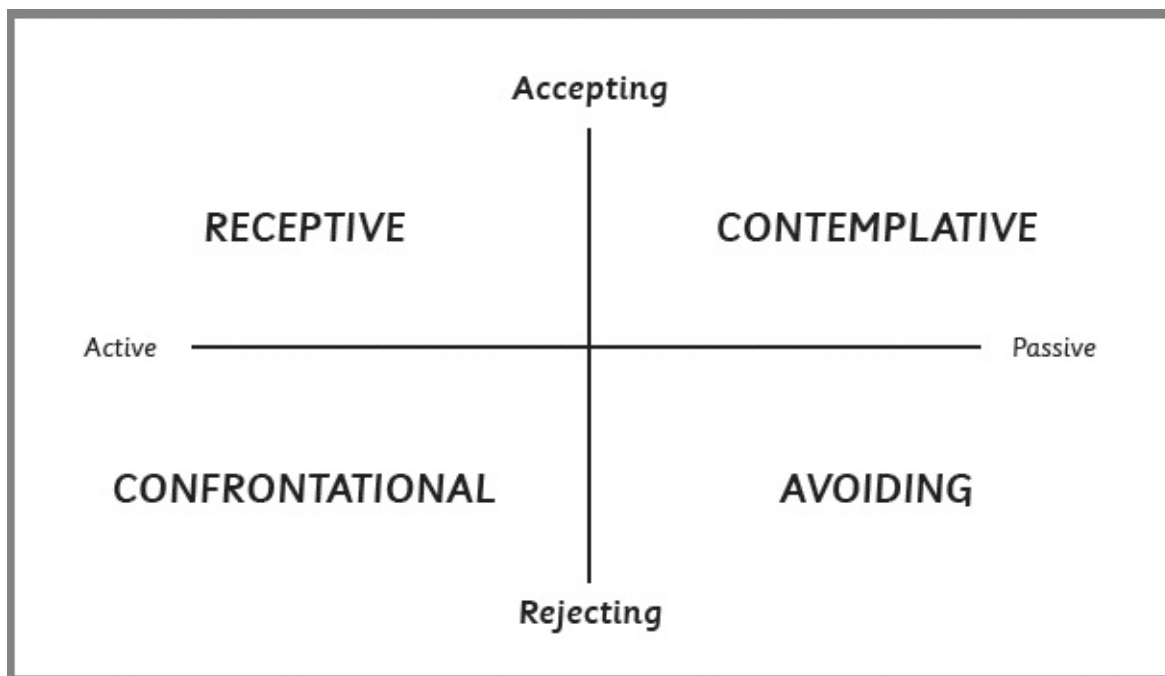 Accepting
RECEPTIVE
CONTEMPLATIVE
Active
Passive
CONFRONTATIONAL
AVOIDING
Rejecting